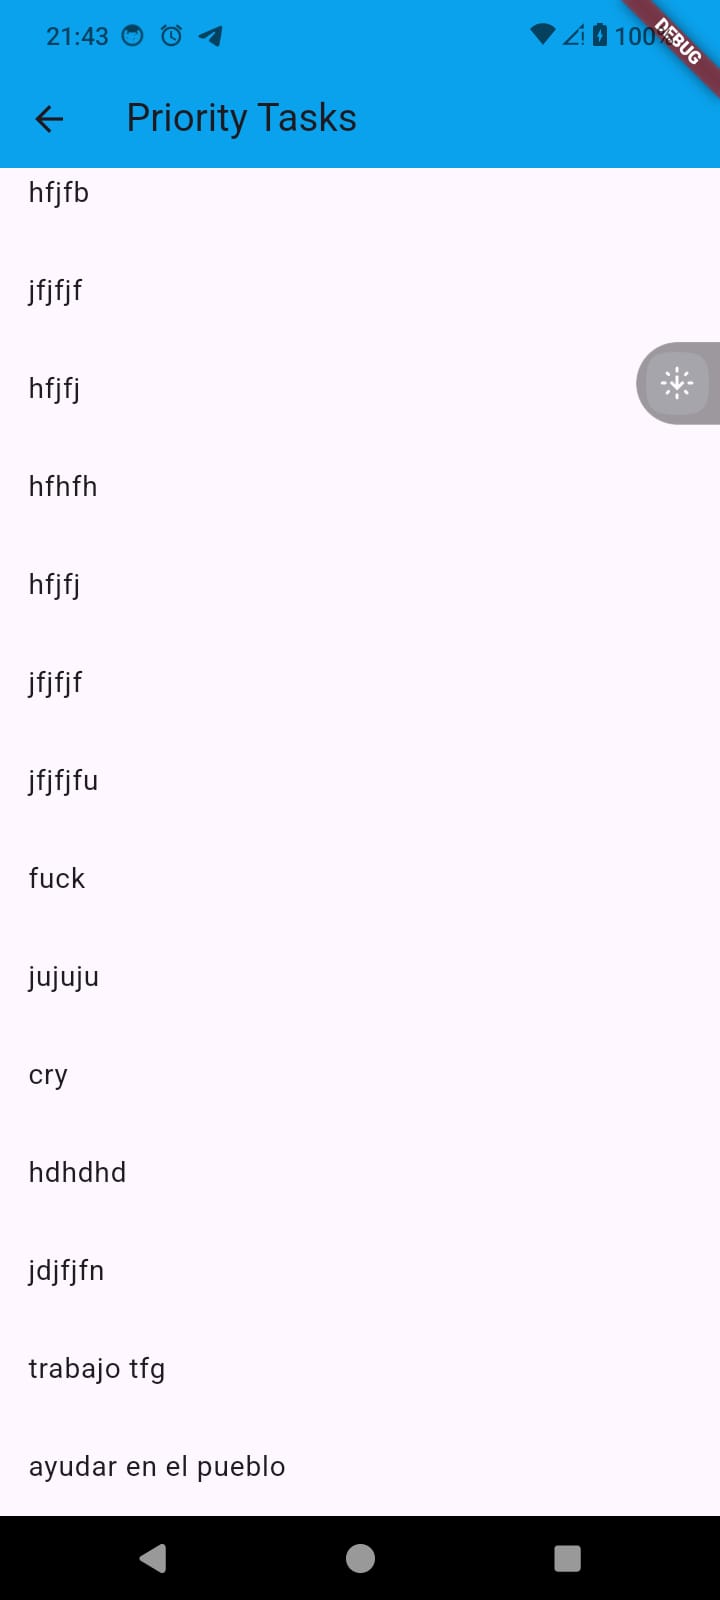 21:43 100%
DEBUG
Priority Tasks
hfjfb
jfjfjf
hfjfj
hfhfh
hfjfj
jfjfjf
jfjfjfu
fuck
jujuju
cry
hdhdhd
jdjfjfn
trabajo tfg
ayudar en el pueblo